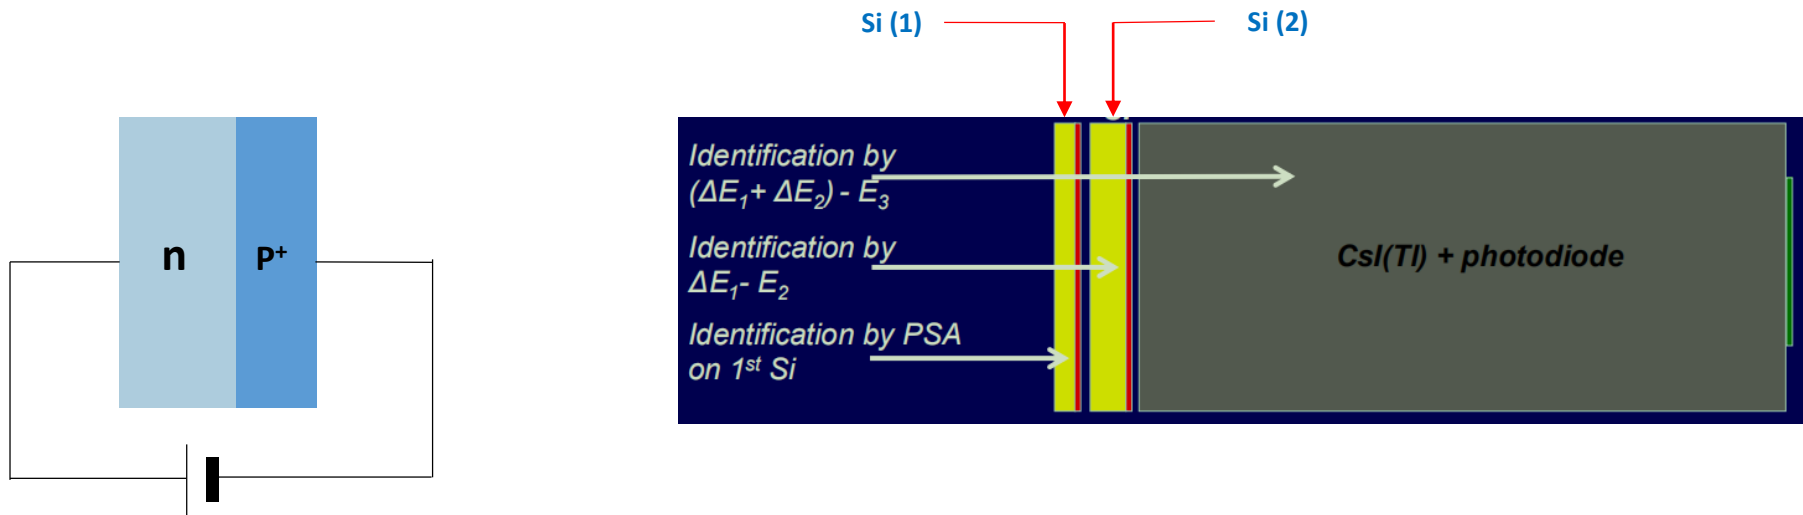 Si (1)
Si (2)
n
P+
Identification by
(ΔE1+ ΔE2) - E3
Identification by
ΔE1- E2
Identification by PSA
on 1st Si
CsI(Tl) + photodiode